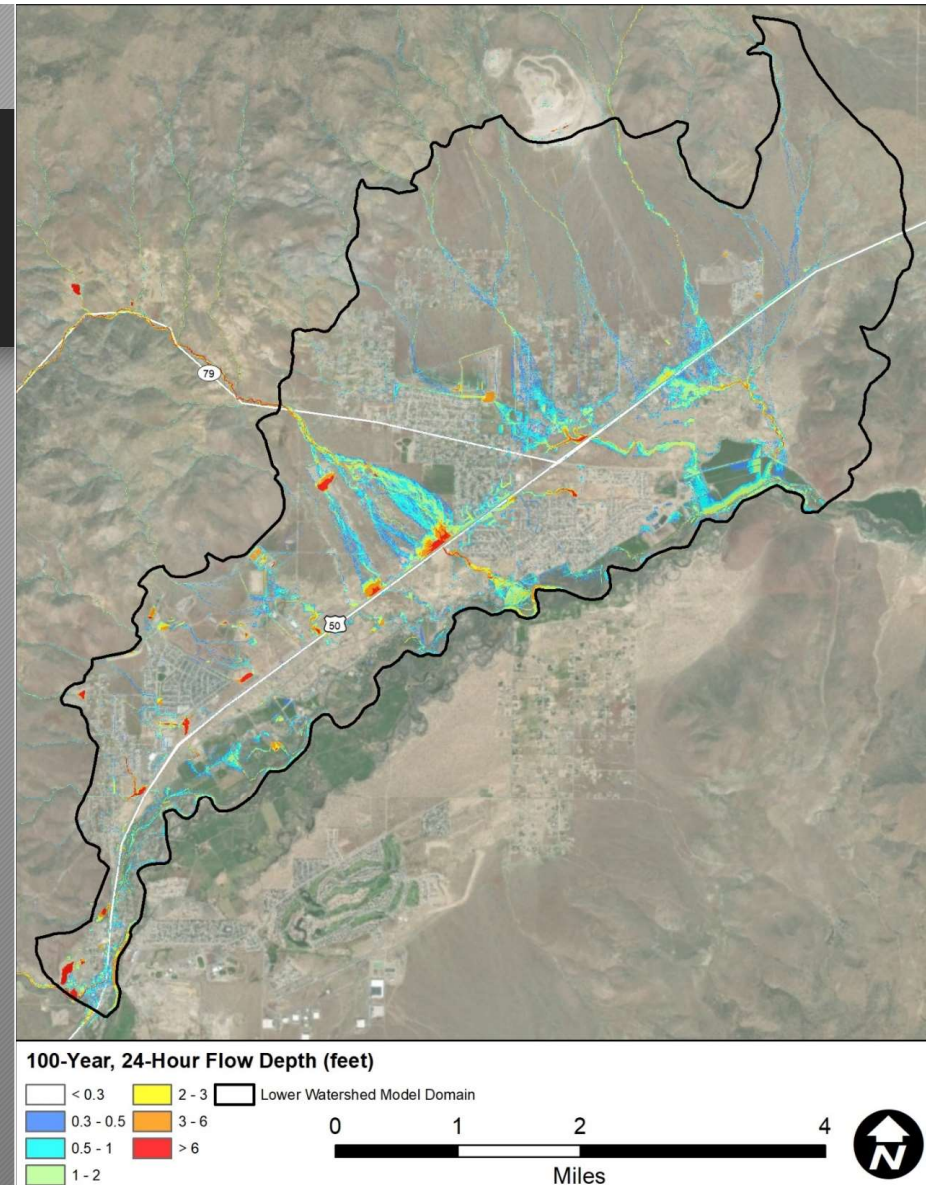 79
50
100-Year, 24-Hour Flow Depth (feet)
< 0.3
2 - 3
Lower Watershed Model Domain
0.3 - 0.5
3 - 6
0.5 - 1
> 6
1 - 2
0
1
2
4
Miles
N